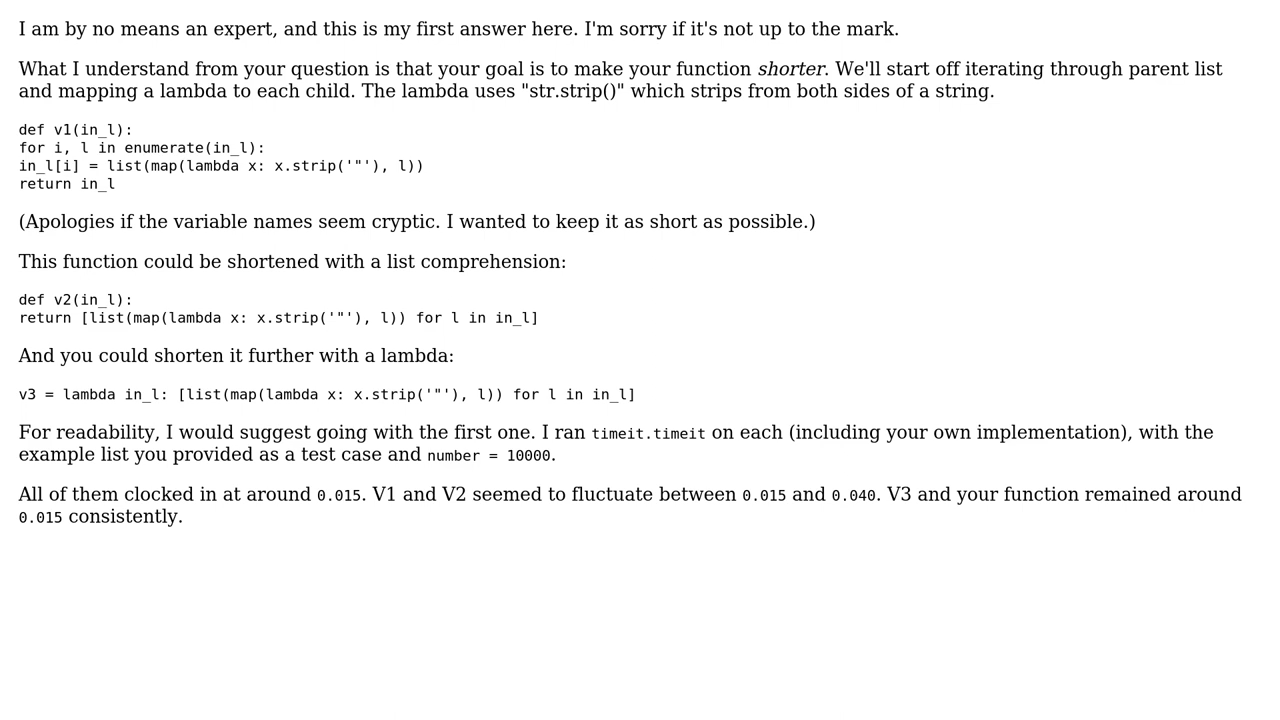 I am by no means an expert, and this is my first answer here. I'm sorry if it's not up to the mark.
What I understand from your question is that your goal is to make your function shorter. We'll start off iterating through parent list
and mapping a lambda to each child. The lambda uses "str.strip()" which strips from both sides of a string.
def v1(in_l):
for i, l in enumerate(in_l):
in_l[i] = list(map(lambda x: x.strip('"'), l))
return in_l
(Apologies if the variable names seem cryptic. I wanted to keep it as short as possible.)
This function could be shortened with a list comprehension:
def v2(in_l):
return [list(map(lambda x: x.strip('"'), l)) for l in in_l]
And you could shorten it further with a lambda:
v3 = lambda in_l: [list(map(lambda x: x.strip('"'), l)) for l in in_l]
For readability, I would suggest going with the first one. I ran timeit.timeit on each (including your own implementation), with the
example list you provided as a test case and number = 10000.
All of them clocked in at around 0.015. V1 and V2 seemed to fluctuate between 0.015 and 0.040. V3 and your function remained around
0.015 consistently.